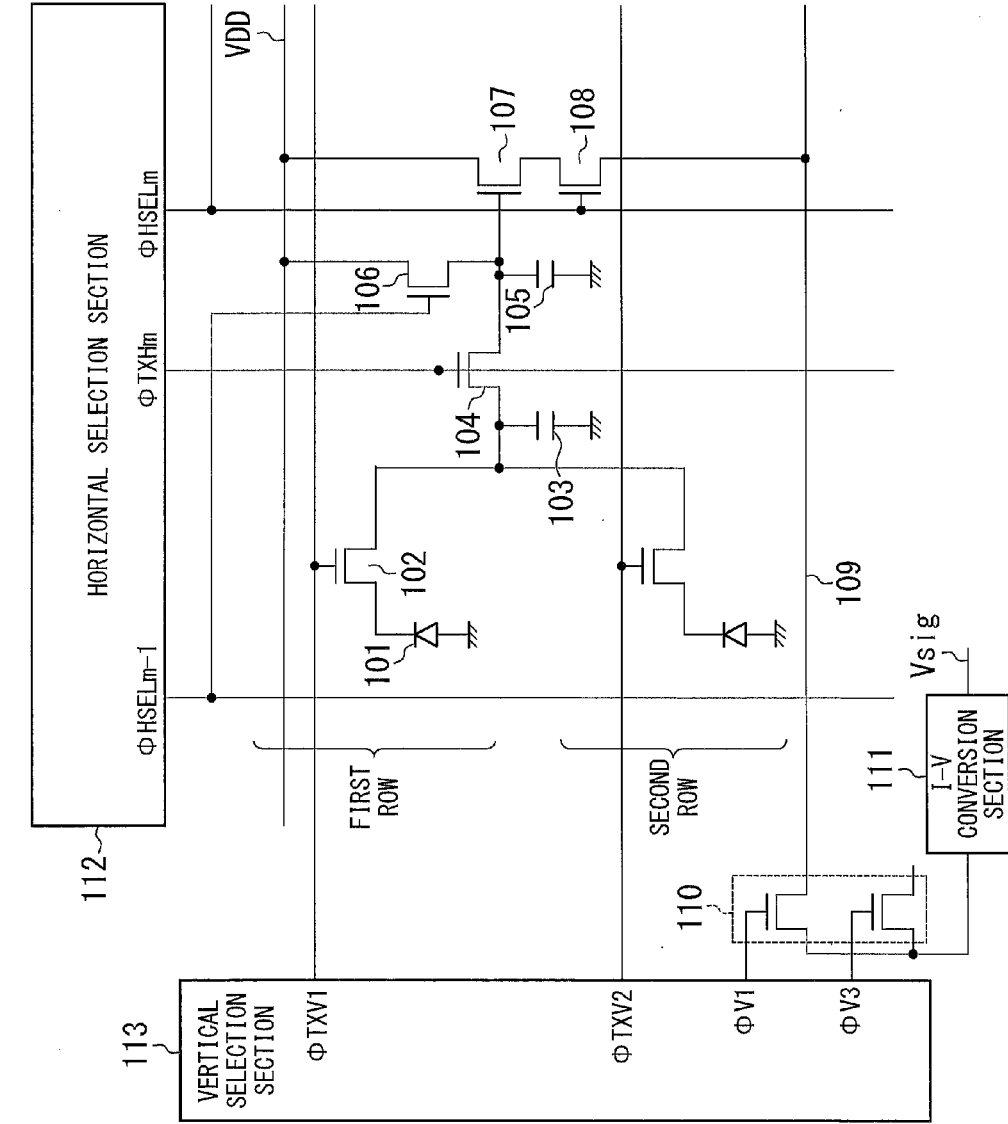 HORIZONTAL SELECTION SECTION
112
ΦHSELm-1
ΦTXHm
ΦHSELm
VDD
113
VERTICAL
SELECTION
SECTION
ΦTXV1
ΦTXV2
ΦV1
ΦV3
FIRST
ROW
SECOND
ROW
101
102
103
104
105
106
107
108
109
110
111
I-V
CONVERSION
SECTION
Vsig